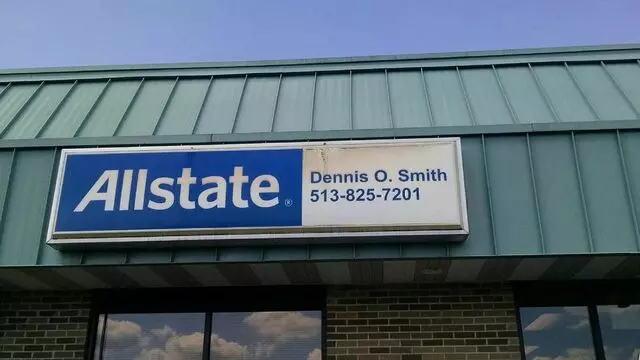 Allstate®
Dennis O. Smith
513-825-7201